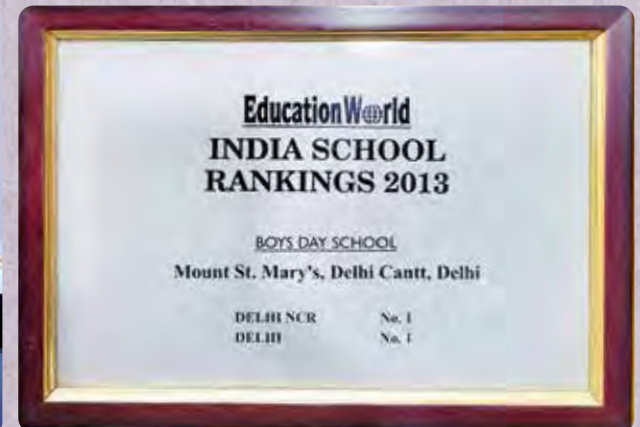 EducationWorld
INDIA SCHOOL
RANKINGS 2013
BOYS DAY SCHOOL
Mount St. Mary's, Delhi Cantt, Delhi
DELHI NCR No. 1
DELHI No. 1